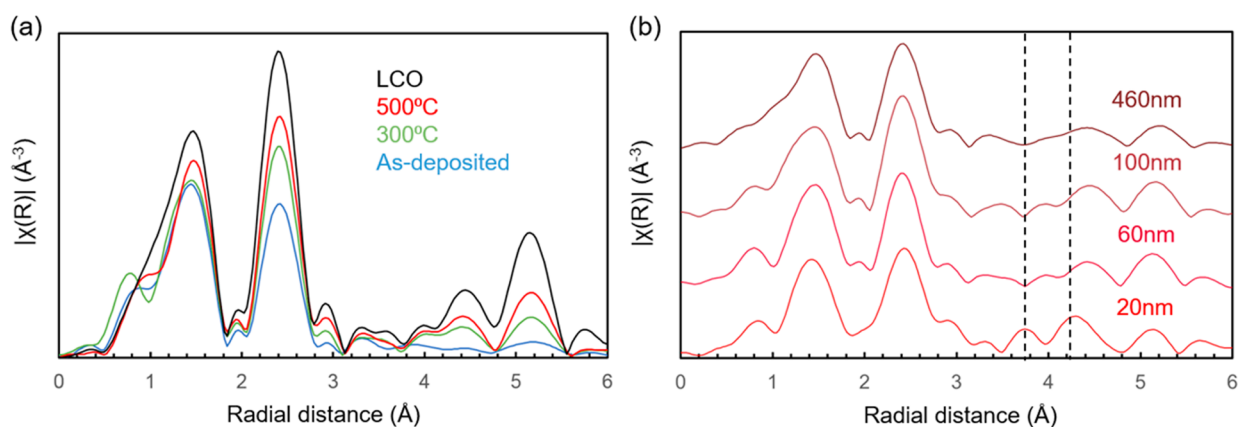 (a)
|χ(R)| (Å⁻³)
LCO
500ºC
300ºC
As-deposited
0 1 2 3 4 5 6
Radial distance (Å)
(b)
|χ(R)| (Å⁻³)
460nm
100nm
60nm
20nm
0 1 2 3 4 5 6
Radial distance (Å)